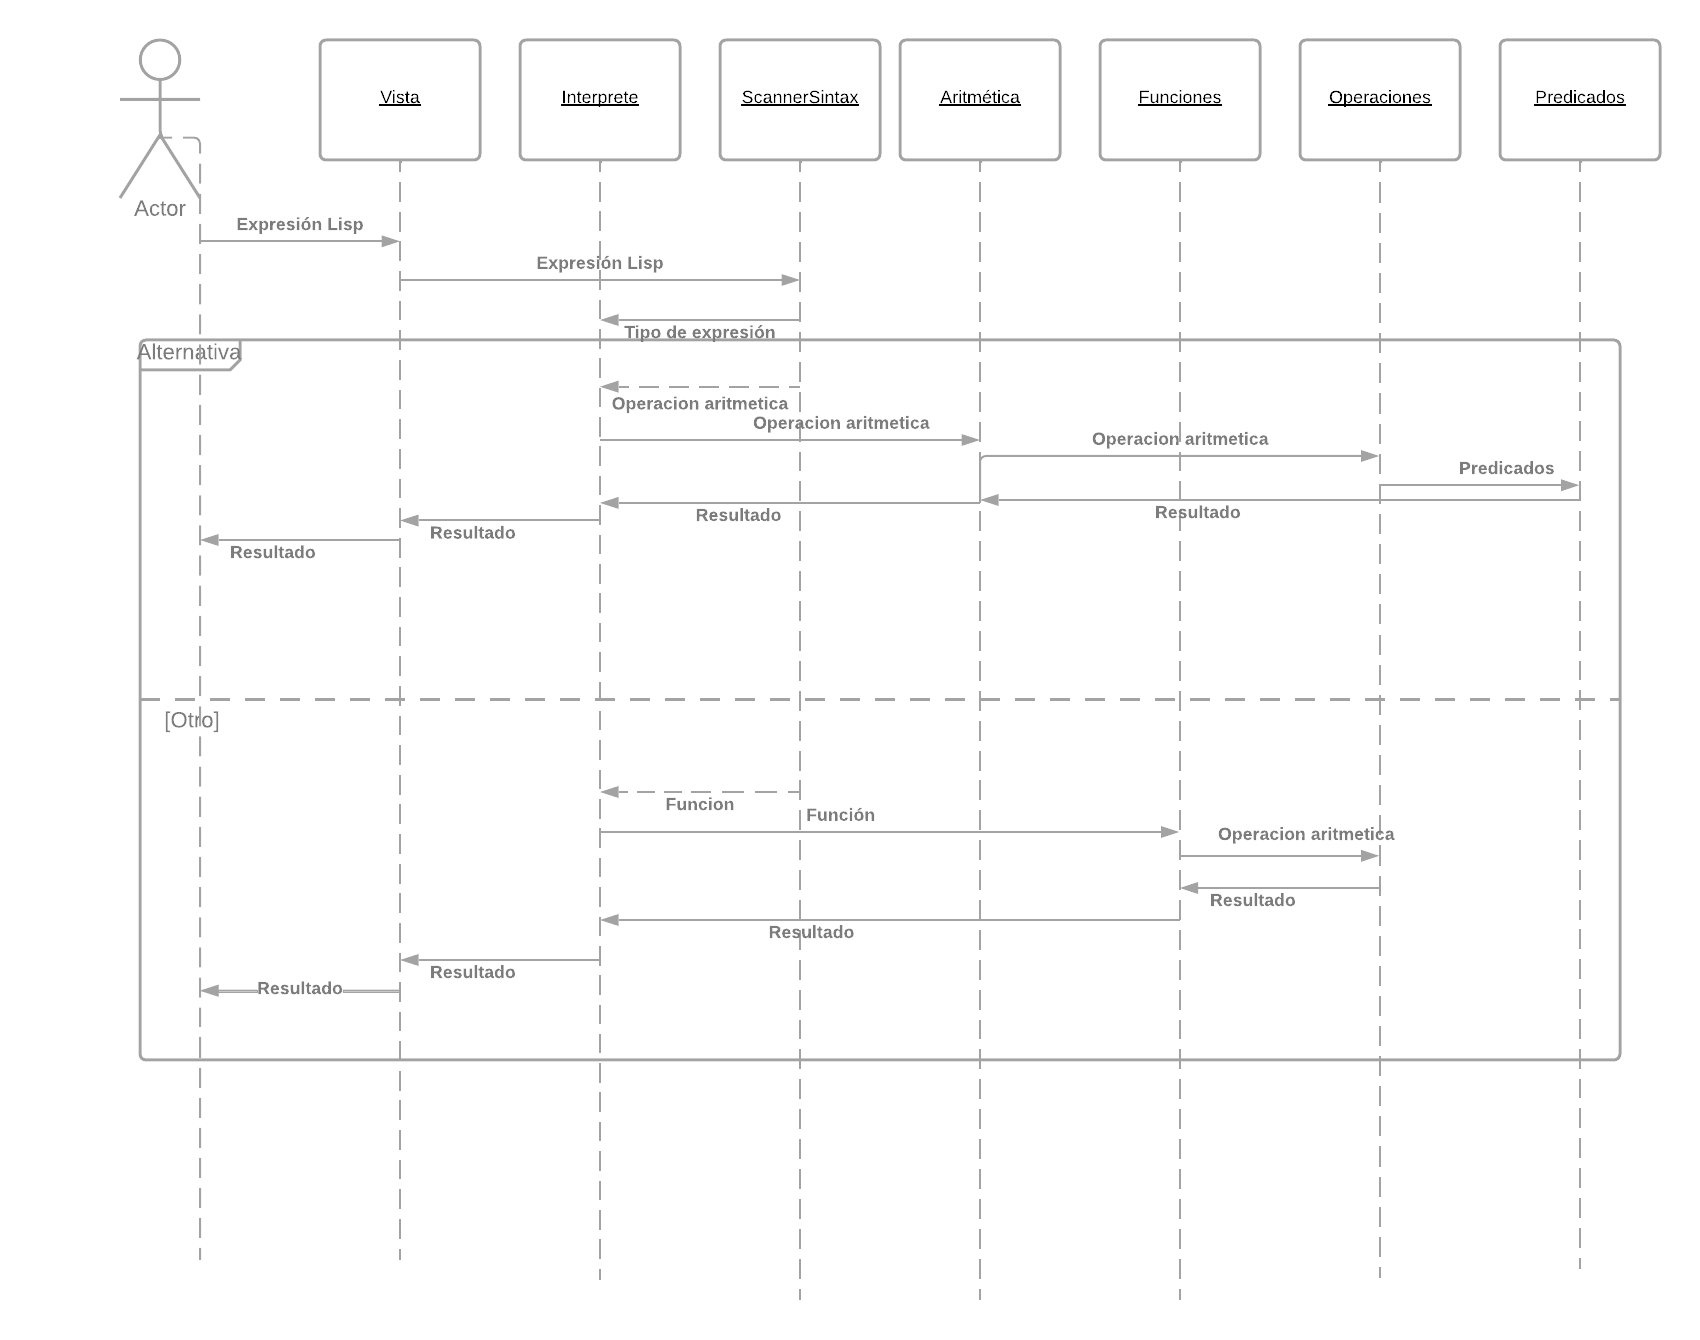 Vista
Interprete
ScannerSintax
Aritmética
Funciones
Operaciones
Predicados
Actor
Expresión Lisp
Expresión Lisp
Tipo de expresión
Alternativa
Operacion aritmetica
Operacion aritmetica
Operacion aritmetica
Predicados
Resultado
Resultado
Resultado
Resultado
[Otro]
Funcion
Función
Operacion aritmetica
Resultado
Resultado
Resultado
Resultado